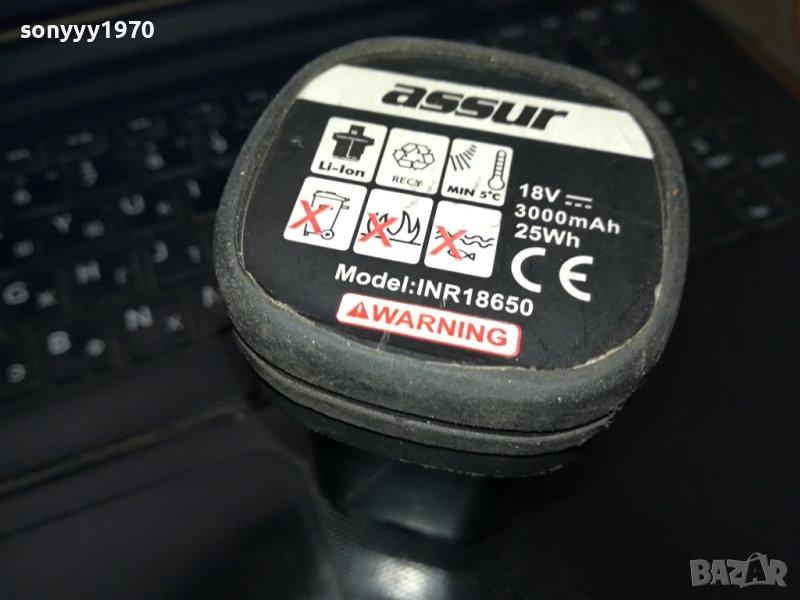 sonyyy1970
assur
Li-Ion
RECY
MIN 5°C
18V
3000mAh
25Wh
CE
Model:INR18650
WARNING
BAZAR